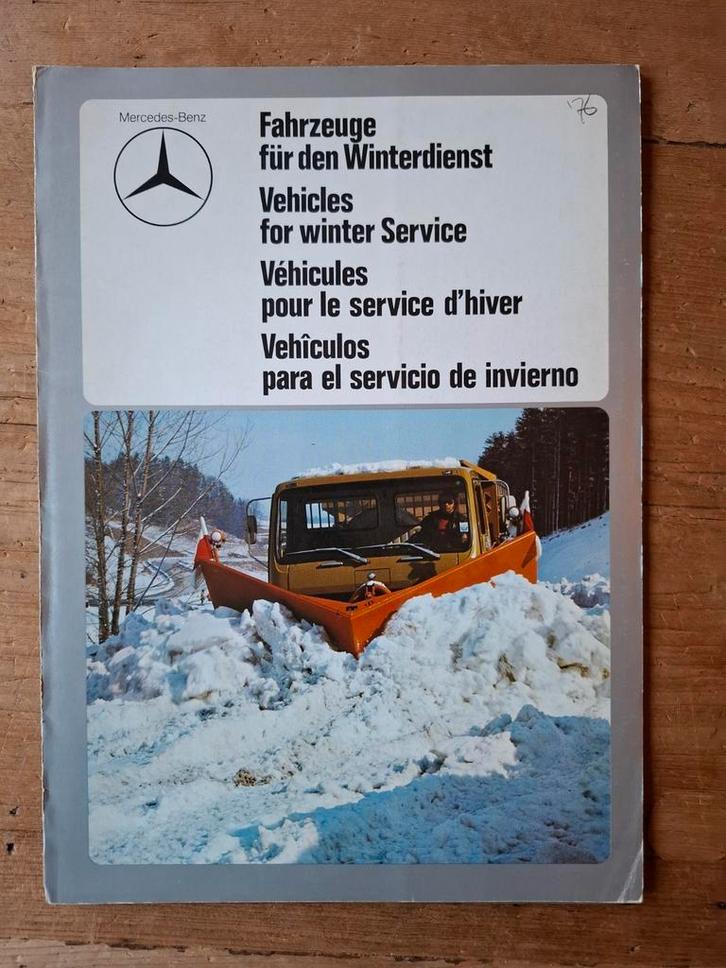 Mercedes-Benz
'76
Fahrzeuge
für den Winterdienst
Vehicles
for winter Service
Véhicules
pour le service d'hiver
Vehîculos
para el servicio de invierno